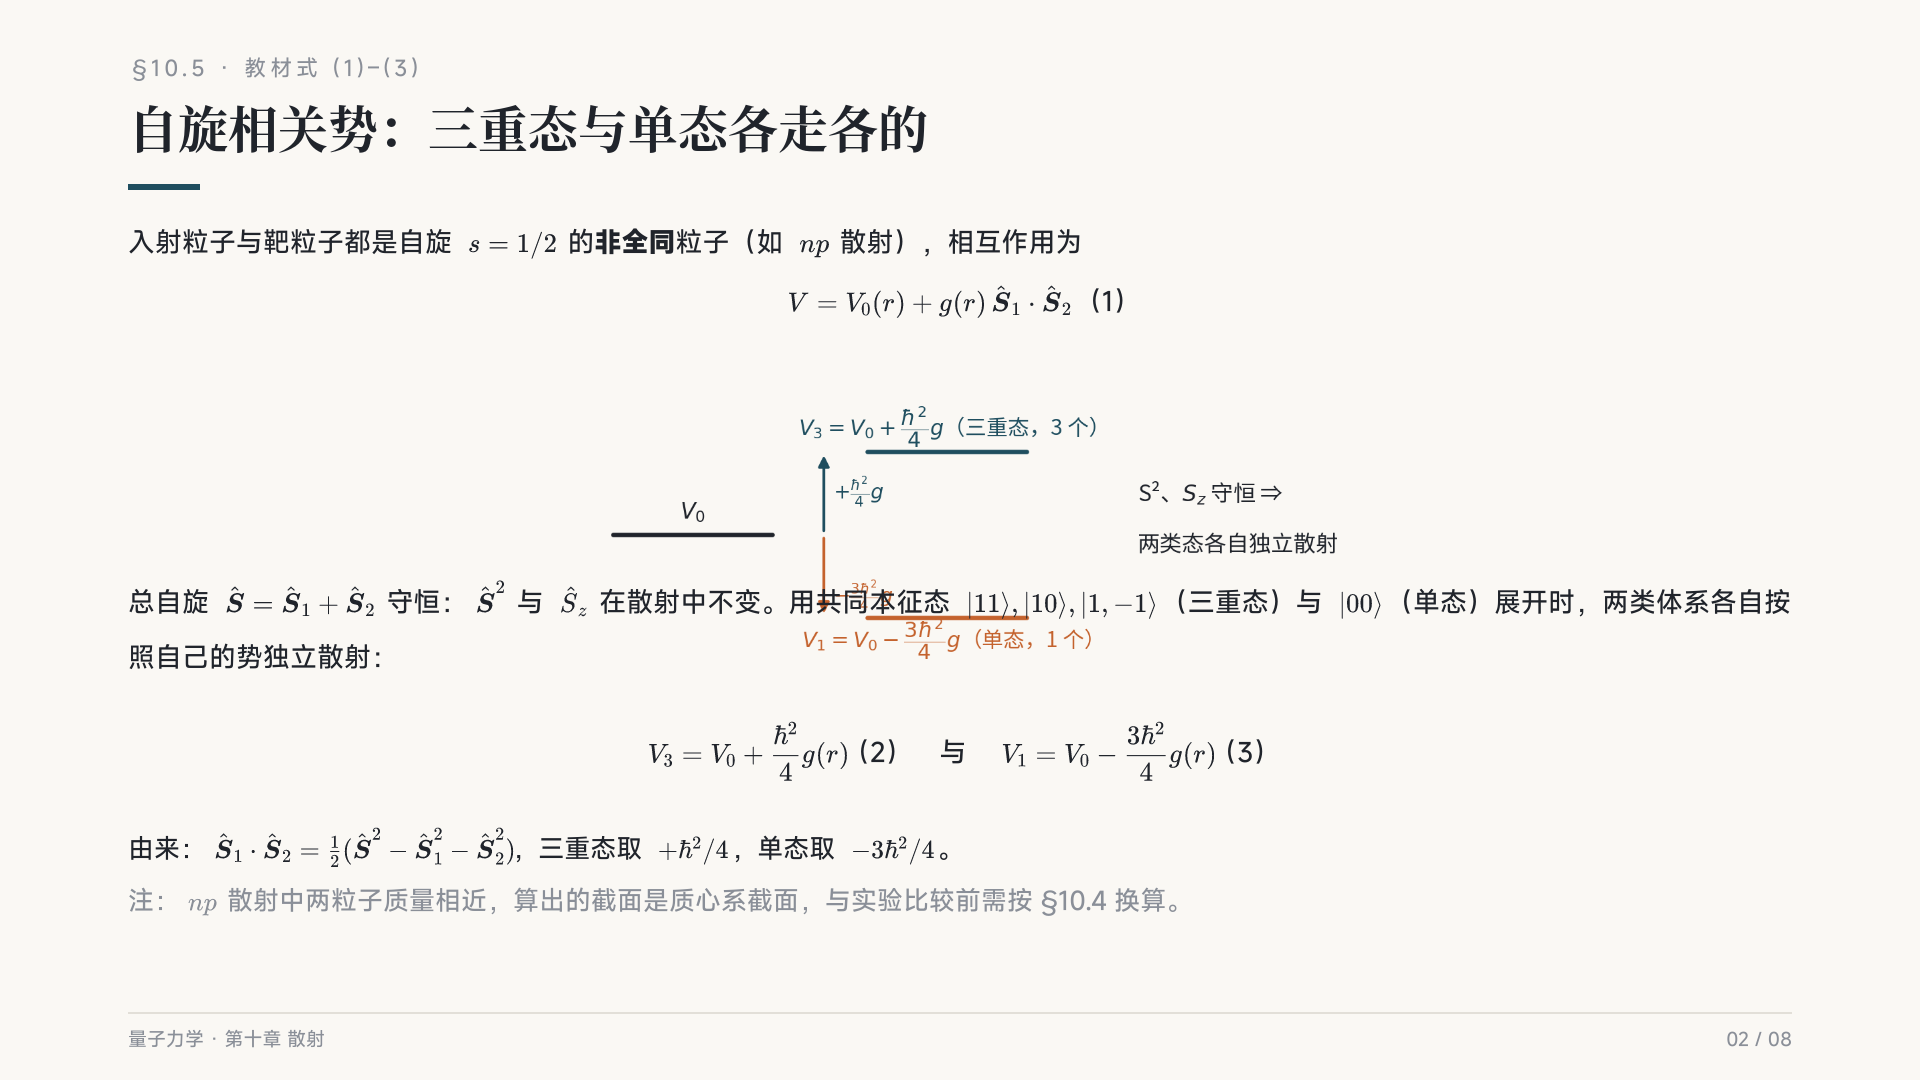 §10.5 · 教材式 (1)–(3)
自旋相关势：三重态与单态各走各的
入射粒子与靶粒子都是自旋 s = 1/2 的非全同粒子（如 np 散射），相互作用为
V = V₀(r) + g(r) Ŝ₁ · Ŝ₂ (1)
V₃ = V₀ + ħ²/4 g（三重态，3 个）
+ħ²/4 g
S²、S_z 守恒 ⇒
V₀
两类态各自独立散射
−3ħ²/4 g
总自旋 Ŝ = Ŝ₁ + Ŝ₂ 守恒： Ŝ² 与 Ŝ_z 在散射中不变。用共同本征态 |11⟩, |10⟩, |1, −1⟩（三重态）与 |00⟩（单态）展开时，两类体系各自按
V₁ = V₀ − 3ħ²/4 g（单态，1 个）
照自己的势独立散射：
V₃ = V₀ + ħ²/4 g(r) (2) 与 V₁ = V₀ − 3ħ²/4 g(r) (3)
由来： Ŝ₁ · Ŝ₂ = ½(Ŝ² − Ŝ₁² − Ŝ₂²)，三重态取 +ħ²/4，单态取 −3ħ²/4。
注： np 散射中两粒子质量相近，算出的截面是质心系截面，与实验比较前需按 §10.4 换算。
量子力学 · 第十章 散射
02 / 08